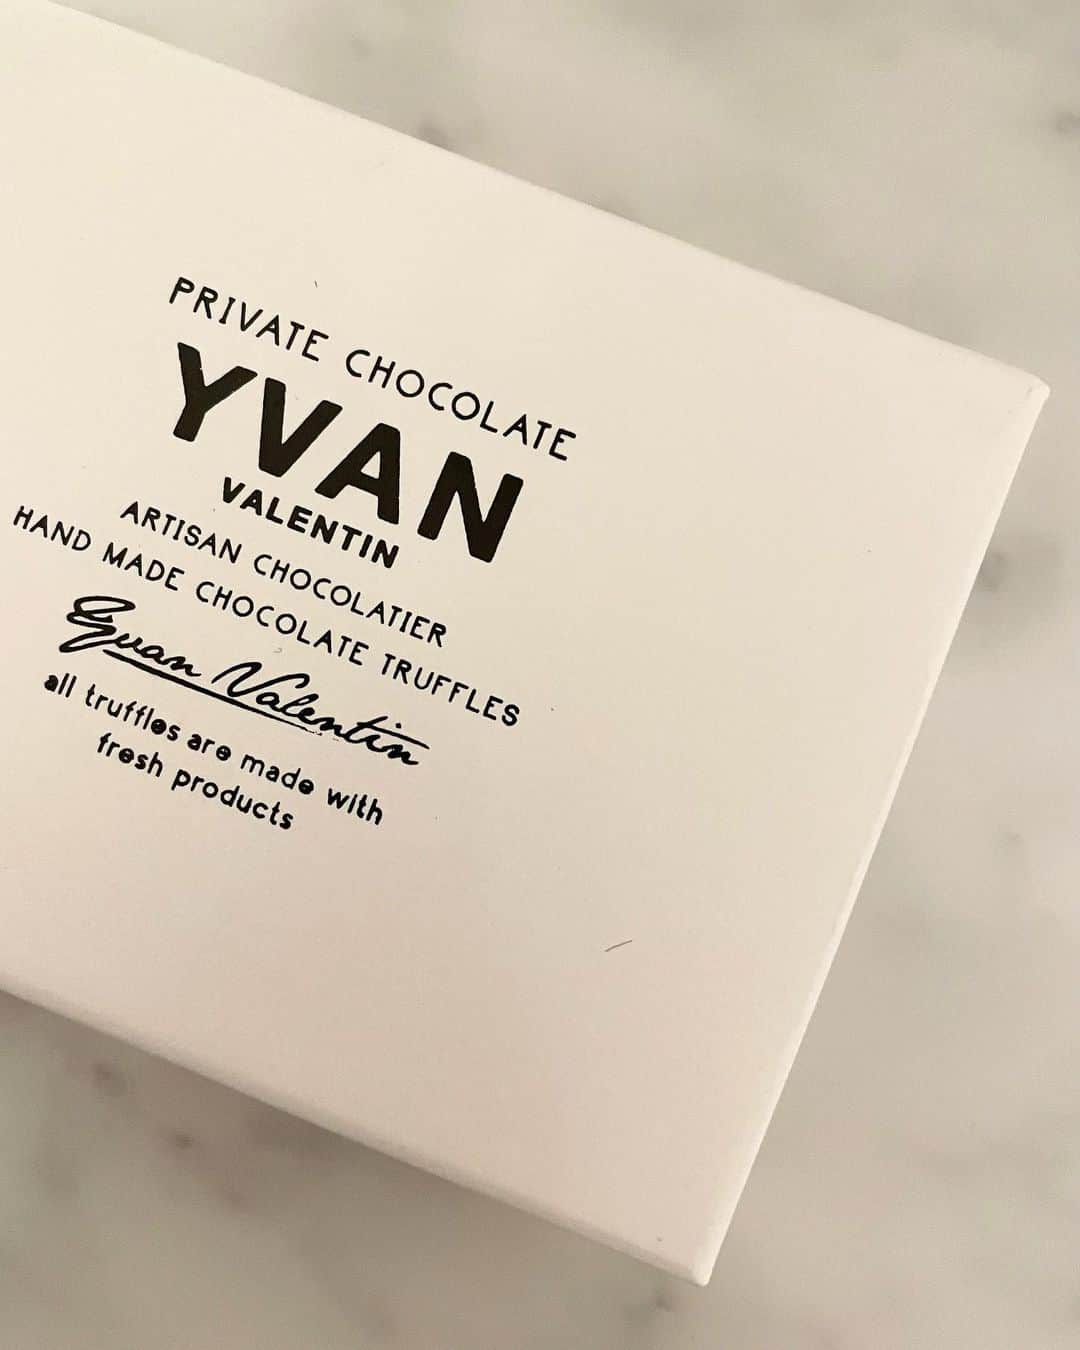 PRIVATE CHOCOLATE
YVAN
VALENTIN
ARTISAN CHOCOLATIER
HAND MADE CHOCOLATE TRUFFLES
Yvan Valentin
all truffles are made with
fresh products